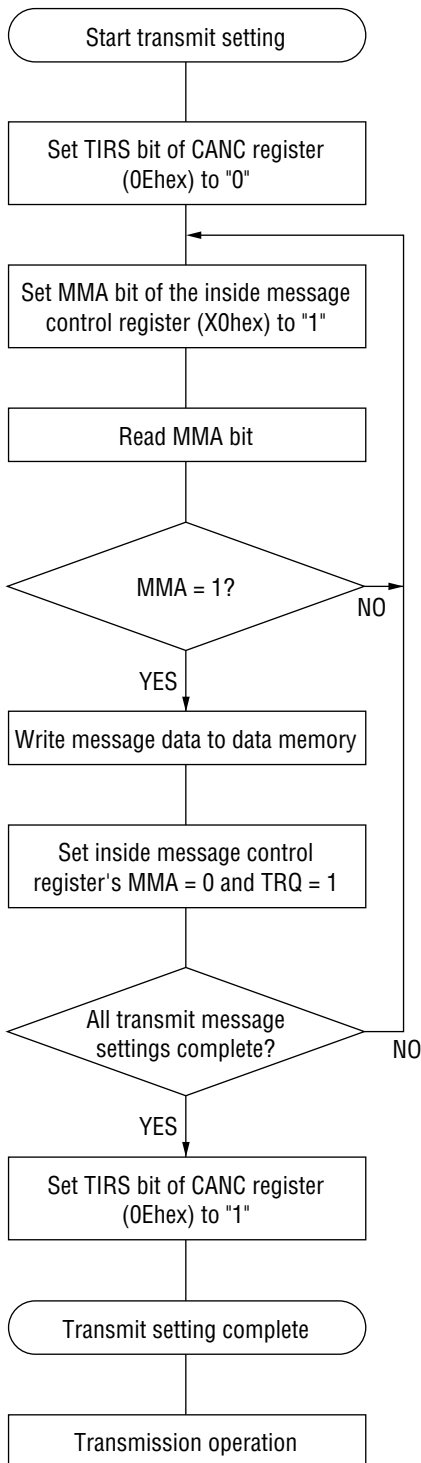 Start transmit setting
Set TIRS bit of CANC register
(0Ehex) to "0"
Set MMA bit of the inside message
control register (X0hex) to "1"
Read MMA bit
MMA = 1?
NO
YES
Write message data to data memory
Set inside message control
register's MMA = 0 and TRQ = 1
All transmit message
settings complete?
NO
YES
Set TIRS bit of CANC register
(0Ehex) to "1"
Transmit setting complete
Transmission operation